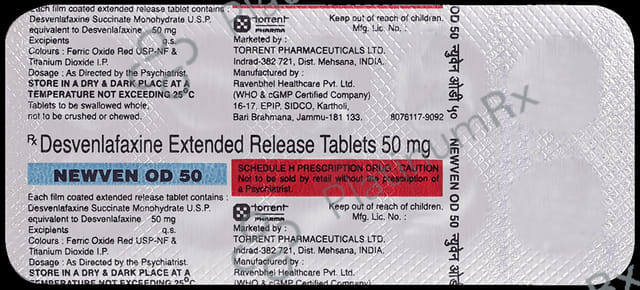 Each film coated extended release tablet contains :
Desvenlafaxine Succinate Monohydrate U.S.P.
equivalent to Desvenlafaxine 50 mg
Excipients q.s.
Colours : Ferric Oxide Red USP-NF &
Titanium Dioxide I.P.
Dosage : As Directed by the Psychiatrist.
STORE IN A DRY & DARK PLACE AT A
TEMPERATURE NOT EXCEEDING 25°C
Tablets to be swallowed whole,
not to be crushed or chewed.
torrent
PHARMA
Keep out of reach of children.
Mfg. Lic. No. :
Marketed by :
TORRENT PHARMACEUTICALS LTD.
Indrad-382 721, Dist. Mehsana, INDIA.
Manufactured by :
Ravenbhel Healthcare Pvt. Ltd.
(WHO & cGMP Certified Company)
16-17, EPIP, SIDCO, Kartholi,
Bari Brahmana, Jammu-181 133. 8076117-9092
Rx Desvenlafaxine Extended Release Tablets 50 mg
NEWVEN OD 50
SCHEDULE H PRESCRIPTION DRUG - CAUTION
Not to be sold by retail without the prescription of
a Psychiatrist.
Each film coated extended release tablet contains :
Desvenlafaxine Succinate Monohydrate U.S.P.
equivalent to Desvenlafaxine 50 mg
Excipients q.s.
Colours : Ferric Oxide Red USP-NF &
Titanium Dioxide I.P.
Dosage : As Directed by the Psychiatrist.
STORE IN A DRY & DARK PLACE AT A
TEMPERATURE NOT EXCEEDING 25°C
torrent
PHARMA
Keep out of reach of children.
Mfg. Lic. No. :
Marketed by :
TORRENT PHARMACEUTICALS LTD.
Indrad-382 721, Dist. Mehsana, INDIA.
Manufactured by :
Ravenbhel Healthcare Pvt. Ltd.
(WHO & cGMP Certified Company)
OD 50 न्युवेन ओडी ५०
NEWVEN OD 50 न्युवेन
PlatinumRx